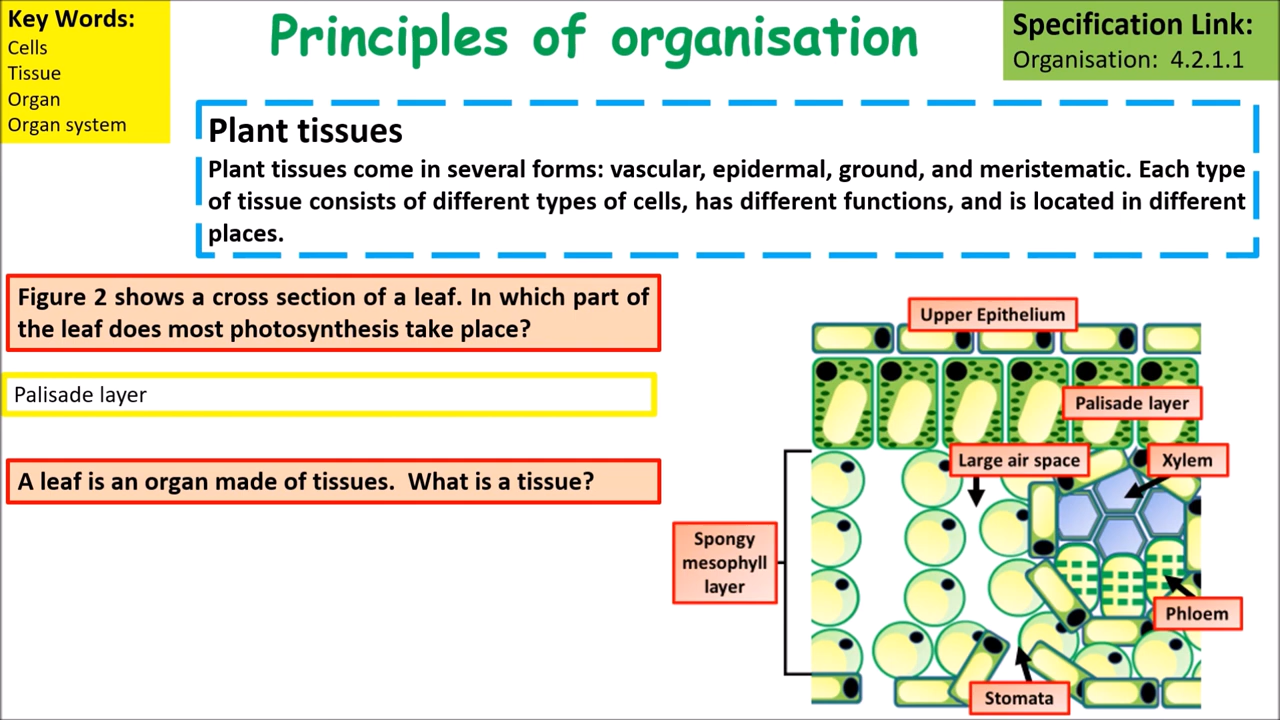 Key Words:
Cells
Tissue
Organ
Organ system
Principles of organisation
Specification Link:
Organisation:  4.2.1.1
Plant tissues
Plant tissues come in several forms: vascular, epidermal, ground, and meristematic. Each type
of tissue consists of different types of cells, has different functions, and is located in different
places.
Figure 2 shows a cross section of a leaf. In which part of
the leaf does most photosynthesis take place?
Palisade layer
A leaf is an organ made of tissues.  What is a tissue?
Upper Epithelium
Palisade layer
Large air space
Xylem
Spongy
mesophyll
layer
Phloem
Stomata